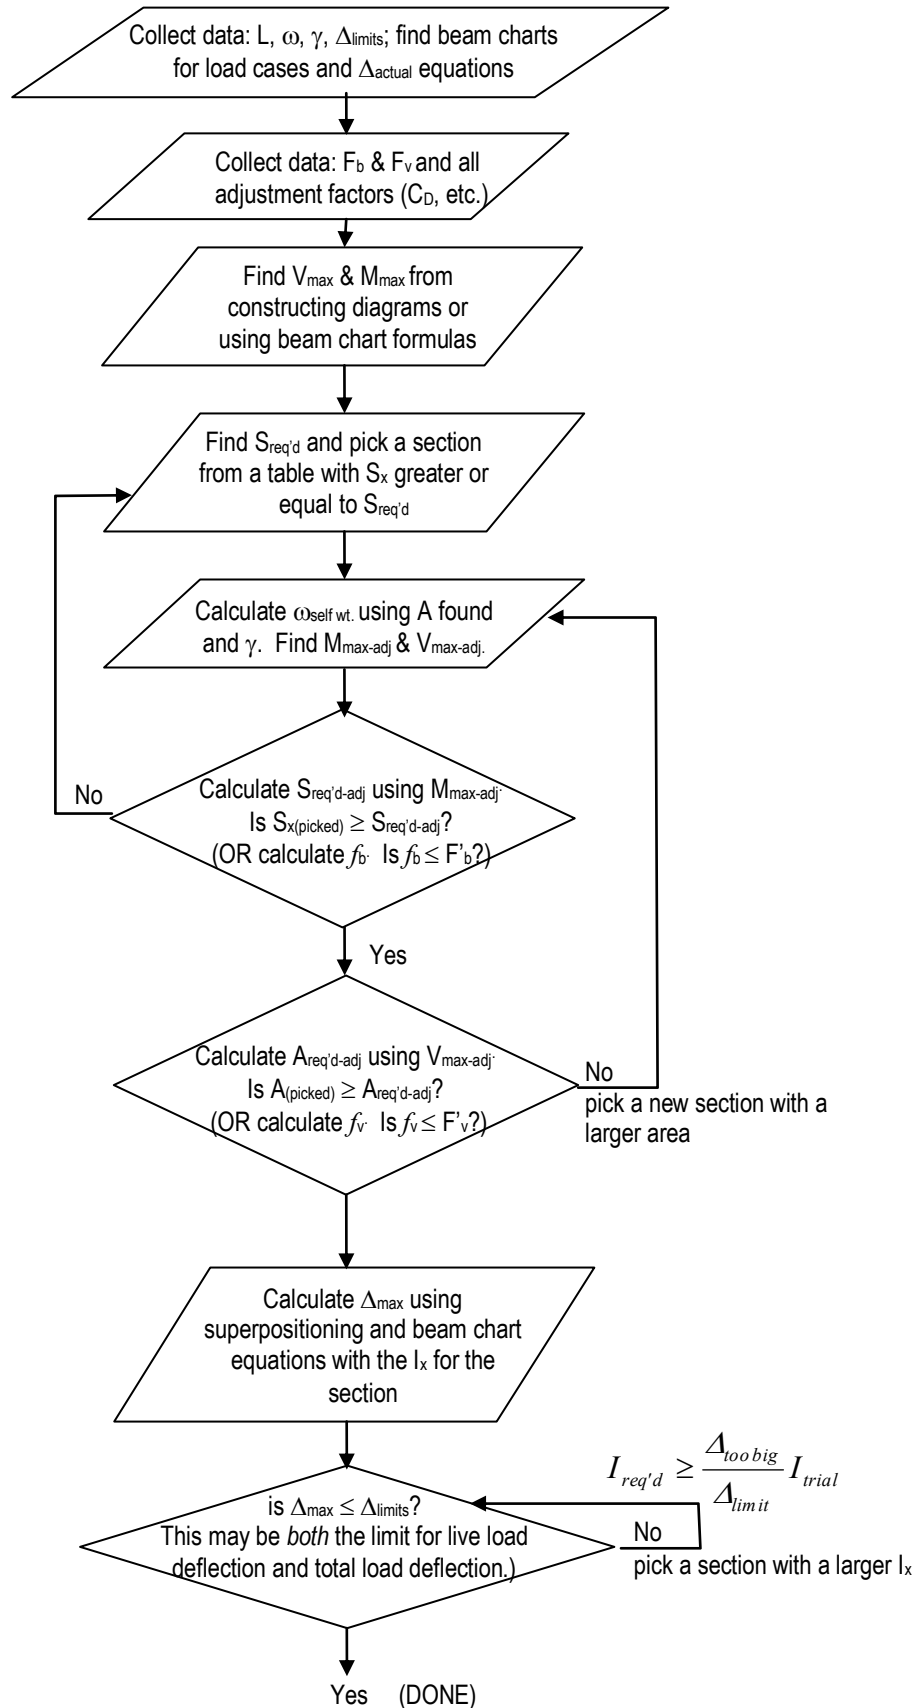 Collect data: L, ω, γ, Δlimits; find beam charts
for load cases and Δactual equations
Collect data: Fb & Fv and all
adjustment factors (CD, etc.)
Find Vmax & Mmax from
constructing diagrams or
using beam chart formulas
Find Sreq'd and pick a section
from a table with Sx greater or
equal to Sreq'd
Calculate ωself wt. using A found
and γ. Find Mmax-adj & Vmax-adj.
No
Calculate Sreq'd-adj using Mmax-adj.
Is Sx(picked) ≥ Sreq'd-adj?
(OR calculate fb. Is fb ≤ F'b?)
Yes
Calculate Areq'd-adj using Vmax-adj.
Is A(picked) ≥ Areq'd-adj?
(OR calculate fv. Is fv ≤ F'v?)
No
pick a new section with a
larger area
Calculate Δmax using
superpositioning and beam chart
equations with the Ix for the
section
Ireq'd ≥ Δtoo big / Δlimit Itrial
is Δmax ≤ Δlimits?
This may be both the limit for live load
deflection and total load deflection.)
No
pick a section with a larger Ix
Yes (DONE)